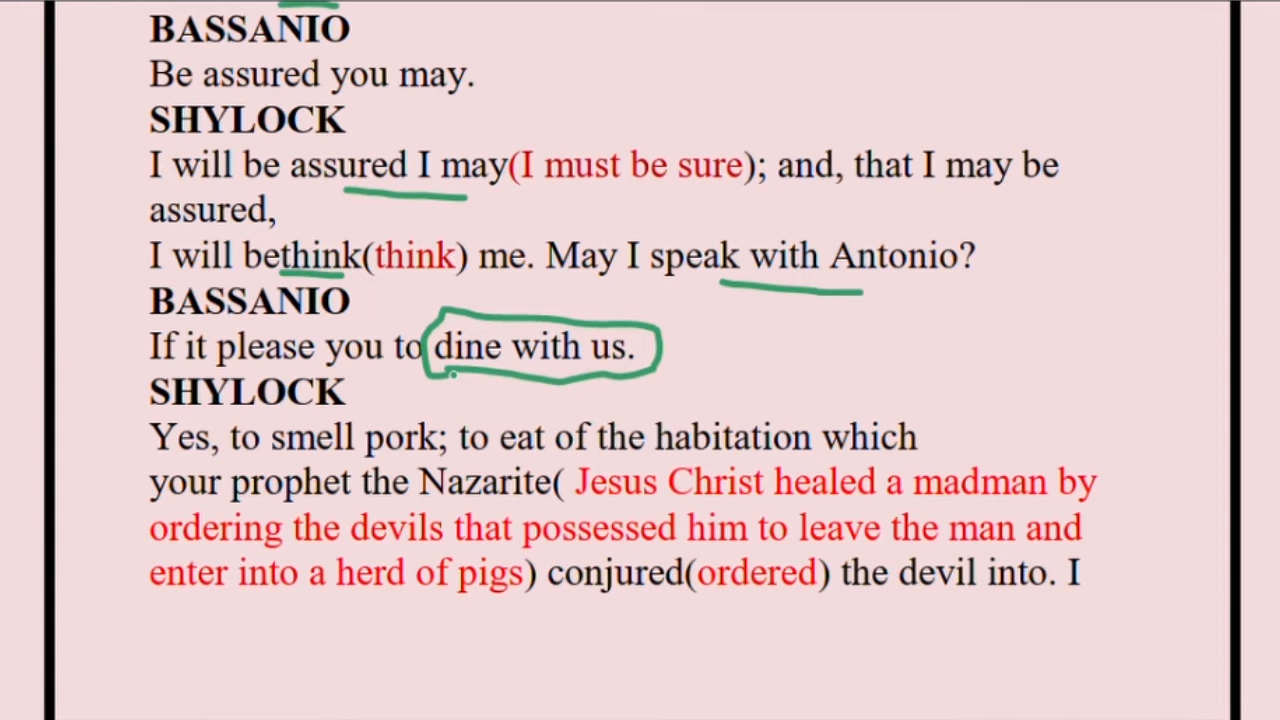 BASSANIO
Be assured you may.
SHYLOCK
I will be assured I may(I must be sure); and, that I may be
assured,
I will bethink(think) me. May I speak with Antonio?
BASSANIO
If it please you to dine with us.
SHYLOCK
Yes, to smell pork; to eat of the habitation which
your prophet the Nazarite( Jesus Christ healed a madman by
ordering the devils that possessed him to leave the man and
enter into a herd of pigs) conjured(ordered) the devil into. I